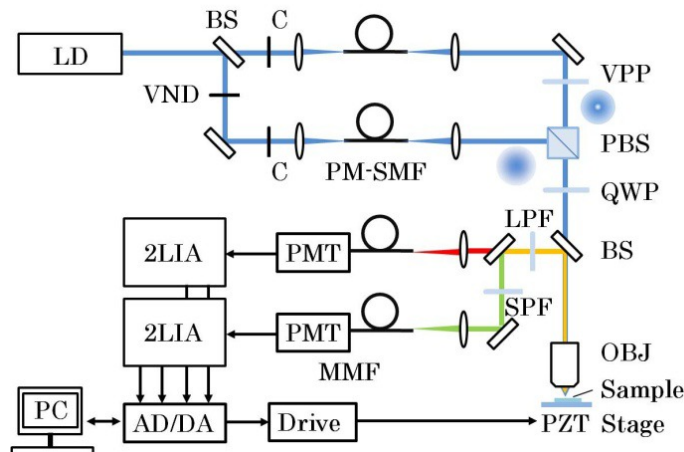 BS C
LD
VPP
VND
PBS
C PM-SMF
QWP
LPF
BS
2LIA PMT
SPF
2LIA PMT
OBJ
MMF
Sample
PC AD/DA Drive PZT Stage